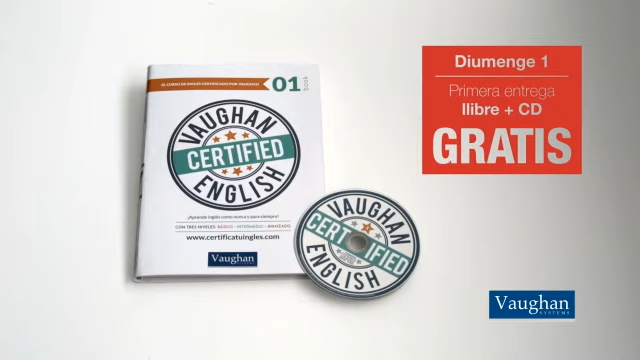 EL CURSO DE INGLÉS CERTIFICADO POR VAUGHAN
01 book
VAUGHAN
CERTIFIED
ENGLISH
¡Aprende inglés como nunca y para siempre!
CON TRES NIVELES: BÁSICO · INTERMEDIO · AVANZADO
www.certificatuingles.com
Vaughan
VAUGHAN
CERTIFIED
ENGLISH
Diumenge 1
Primera entrega
llibre + CD
GRATIS
Vaughan
SYSTEMS